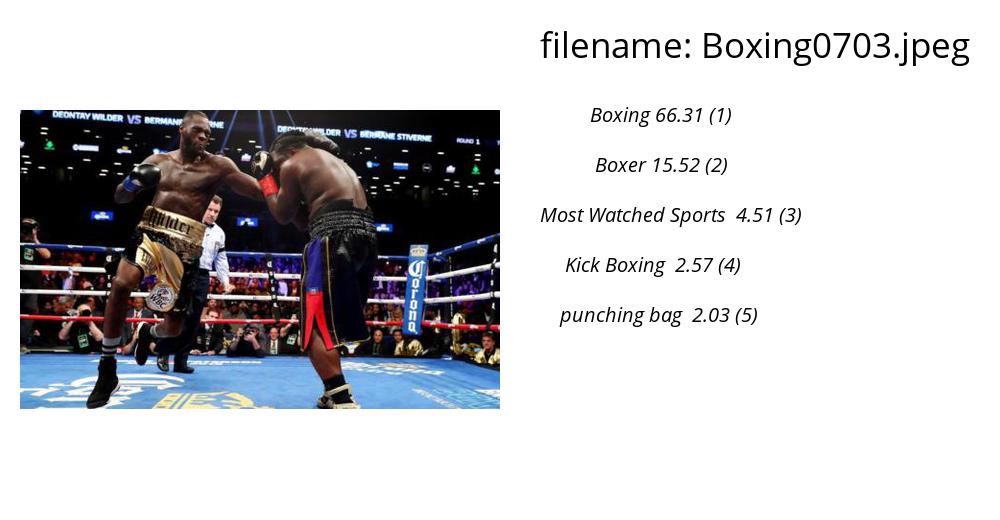 filename: Boxing0703.jpeg
Boxing 66.31 (1)
Boxer 15.52 (2)
Most Watched Sports 4.51 (3)
Kick Boxing 2.57 (4)
punching bag 2.03 (5)
DEONTAY WILDER VS BERMANE STIVERNE
DEONTAY WILDER VS BERMANE STIVERNE
ROUND 1
Wilder
WBC
Corona